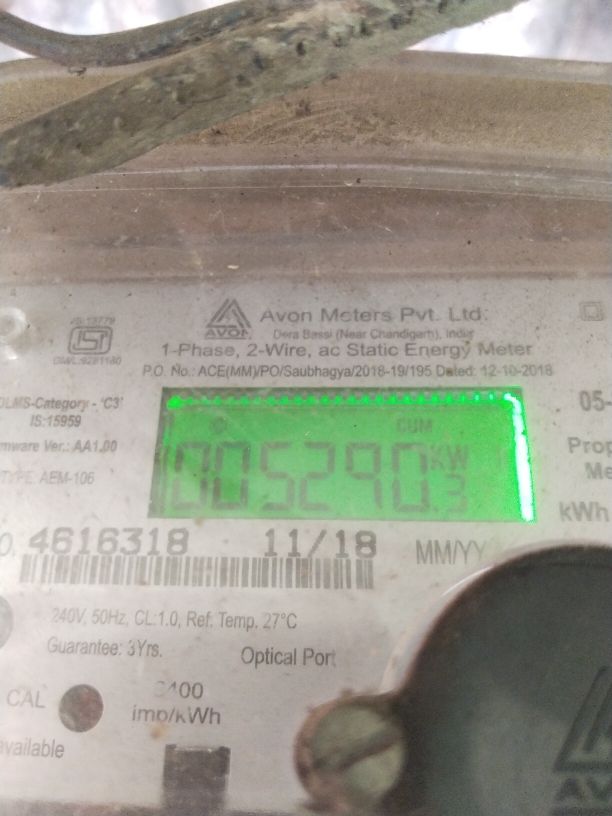 IS:13779
ISI
CM/L:9291180
AVON
Avon Meters Pvt. Ltd.
Dera Bassi (Near Chandigarh), India
1-Phase, 2-Wire, ac Static Energy Meter
P.O. No.: ACE(MM)/PO/Saubhagya/2018-19/195 Dated: 12-10-2018
DLMS-Category - 'C3'
IS:15959
Firmware Ver.: AA1.00
TYPE: AEM-106
CUM
KW
005290.3
05-
Prop
Me
kWh
4616318
11/18
MM/YY
240V, 50Hz, CL:1.0, Ref. Temp. 27°C
Guarantee: 3Yrs.
Optical Port
CAL
imp/kWh
available
AV